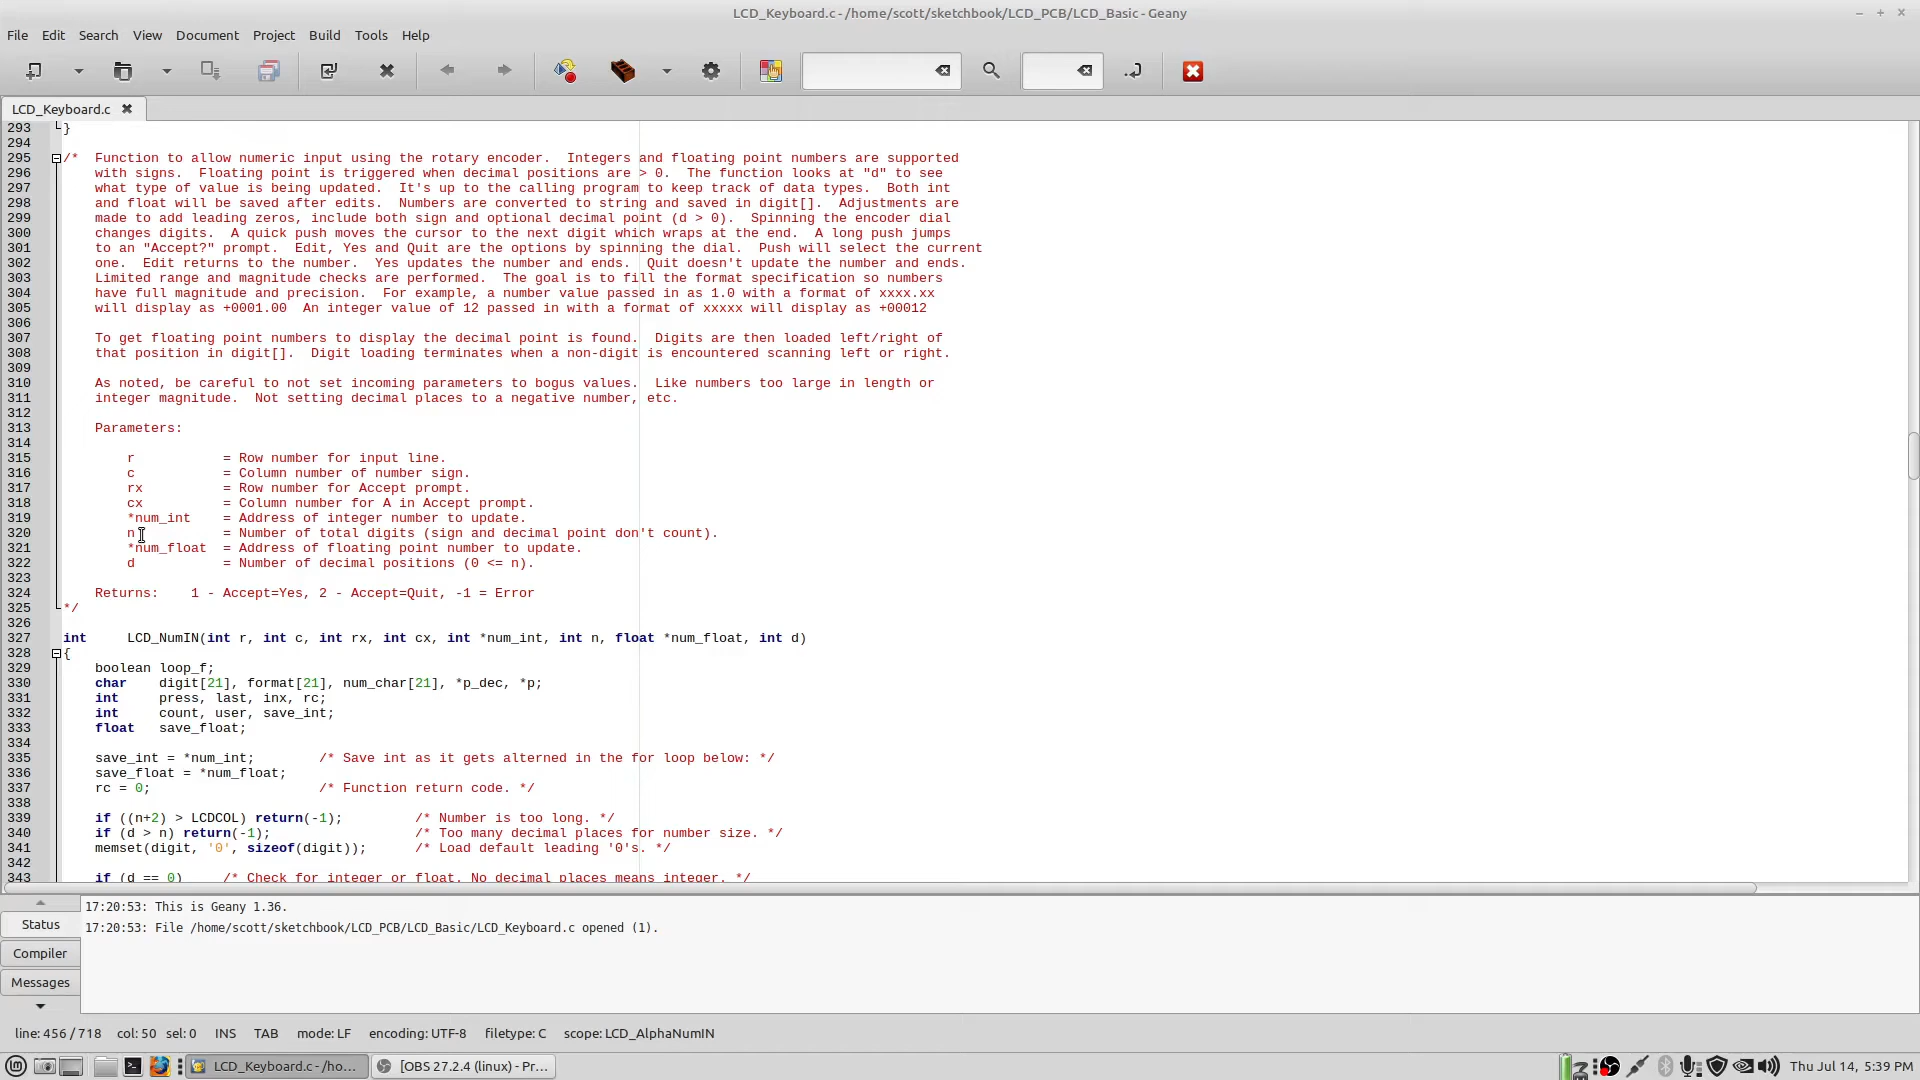 LCD_Keyboard.c - /home/scott/sketchbook/LCD_PCB/LCD_Basic - Geany
File Edit Search View Document Project Build Tools Help
LCD_Keyboard.c
293 }
294
295 /* Function to allow numeric input using the rotary encoder. Integers and floating point numbers are supported
296 with signs. Floating point is triggered when decimal positions are > 0. The function looks at "d" to see
297 what type of value is being updated. It's up to the calling program to keep track of data types. Both int
298 and float will be saved after edits. Numbers are converted to string and saved in digit[]. Adjustments are
299 made to add leading zeros, include both sign and optional decimal point (d > 0). Spinning the encoder dial
300 changes digits. A quick push moves the cursor to the next digit which wraps at the end. A long push jumps
301 to an "Accept?" prompt. Edit, Yes and Quit are the options by spinning the dial. Push will select the current
302 one. Edit returns to the number. Yes updates the number and ends. Quit doesn't update the number and ends.
303 Limited range and magnitude checks are performed. The goal is to fill the format specification so numbers
304 have full magnitude and precision. For example, a number value passed in as 1.0 with a format of xxxx.xx
305 will display as +0001.00 An integer value of 12 passed in with a format of xxxxx will display as +00012
306
307 To get floating point numbers to display the decimal point is found. Digits are then loaded left/right of
308 that position in digit[]. Digit loading terminates when a non-digit is encountered scanning left or right.
309
310 As noted, be careful to not set incoming parameters to bogus values. Like numbers too large in length or
311 integer magnitude. Not setting decimal places to a negative number, etc.
312
313 Parameters:
314
315 r = Row number for input line.
316 c = Column number of number sign.
317 rx = Row number for Accept prompt.
318 cx = Column number for A in Accept prompt.
319 *num_int = Address of integer number to update.
320 n = Number of total digits (sign and decimal point don't count).
321 *num_float = Address of floating point number to update.
322 d = Number of decimal positions (0 <= n).
323
324 Returns: 1 - Accept=Yes, 2 - Accept=Quit, -1 = Error
325 */
326
327 int LCD_NumIN(int r, int c, int rx, int cx, int *num_int, int n, float *num_float, int d)
328 {
329 boolean loop_f;
330 char digit[21], format[21], num_char[21], *p_dec, *p;
331 int press, last, inx, rc;
332 int count, user, save_int;
333 float save_float;
334
335 save_int = *num_int; /* Save int as it gets alterned in the for loop below: */
336 save_float = *num_float;
337 rc = 0; /* Function return code. */
338
339 if ((n+2) > LCDCOL) return(-1); /* Number is too long. */
340 if (d > n) return(-1); /* Too many decimal places for number size. */
341 memset(digit, '0', sizeof(digit)); /* Load default leading '0's. */
342
343 if (d == 0) /* Check for integer or float. No decimal places means integer. */
Status
Compiler
Messages
17:20:53: This is Geany 1.36.
17:20:53: File /home/scott/sketchbook/LCD_PCB/LCD_Basic/LCD_Keyboard.c opened (1).
line: 456 / 718 col: 50 sel: 0 INS TAB mode: LF encoding: UTF-8 filetype: C scope: LCD_AlphaNumIN
LCD_Keyboard.c - /ho... [OBS 27.2.4 (linux) - Pr... Thu Jul 14, 5:39 PM